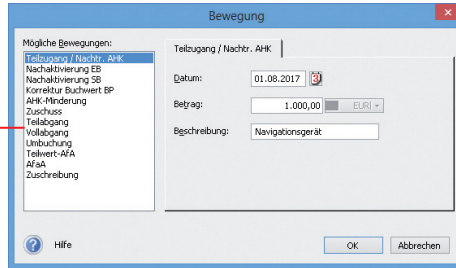 Bewegung
Mögliche Bewegungen:
Teilzugang / Nachtr. AHK
Nachaktivierung EB
Nachaktivierung SB
Korrektur Buchwert BP
AHK-Minderung
Zuschuss
Teilabgang
Vollabgang
Umbuchung
Teilwert-AfA
AfaA
Zuschreibung
Teilzugang / Nachtr. AHK
Datum: 01.08.2017 3
Betrag: 1.000,00 EUR
Beschreibung: Navigationsgerät
Hilfe
OK Abbrechen